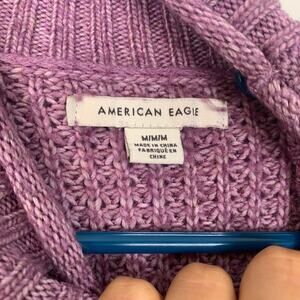 AMERICAN EAGLE
M/M/M
MADE IN CHINA
FABRIQUÉ EN
CHINE